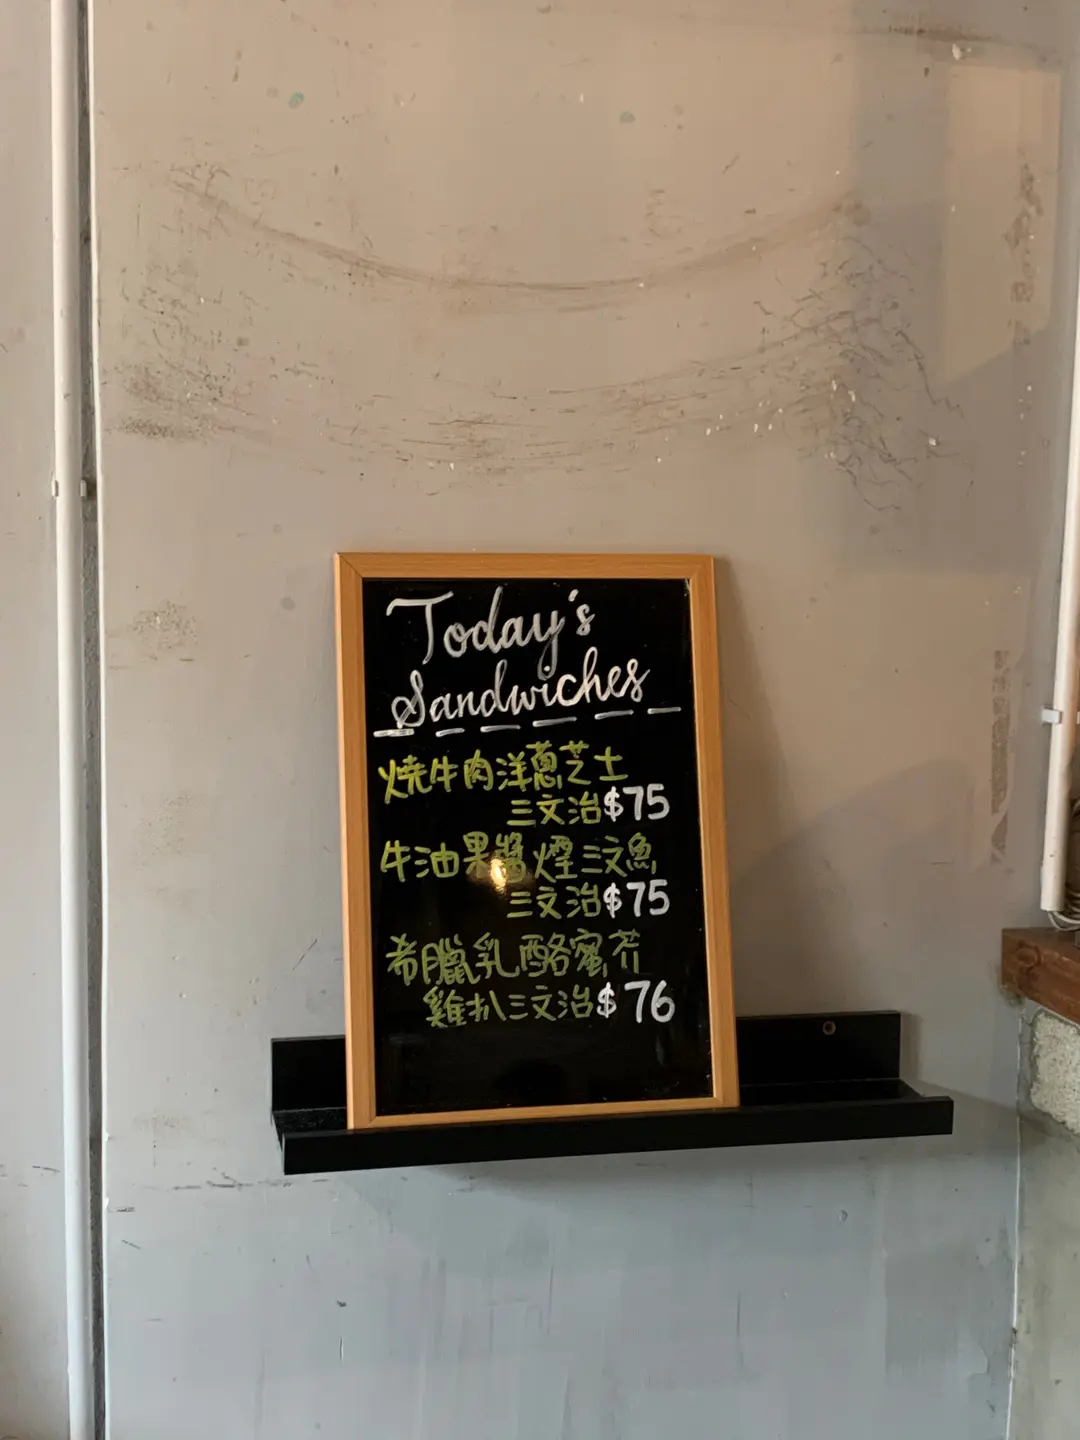 Today's
Sandwiches
燒牛肉洋蔥芝士
三文治$75
牛油果醬煙三文魚
三文治$75
希臘乳酪蜜芥
雞扒三文治$76